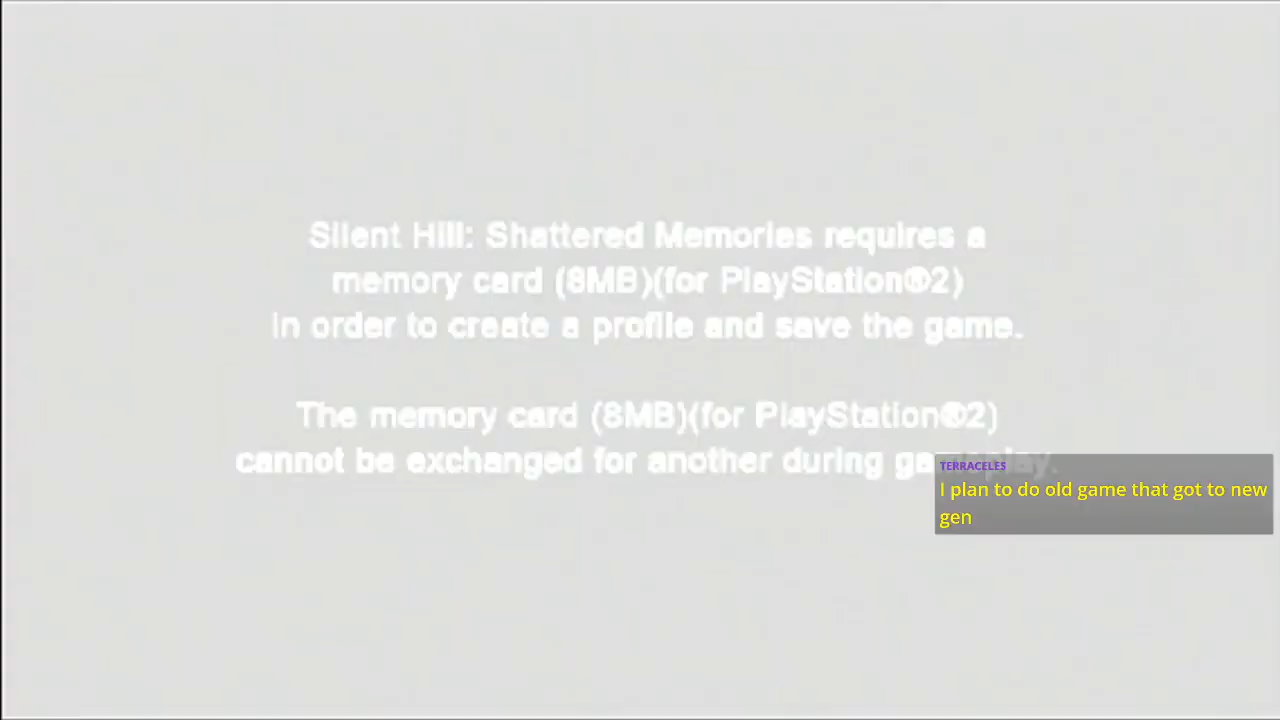 Silent Hill: Shattered Memories requires a
memory card (8MB)(for PlayStation®2)
in order to create a profile and save the game.
The memory card (8MB)(for PlayStation®2)
cannot be exchanged for another during gameplay.
TERRACELES
I plan to do old game that got to new
gen